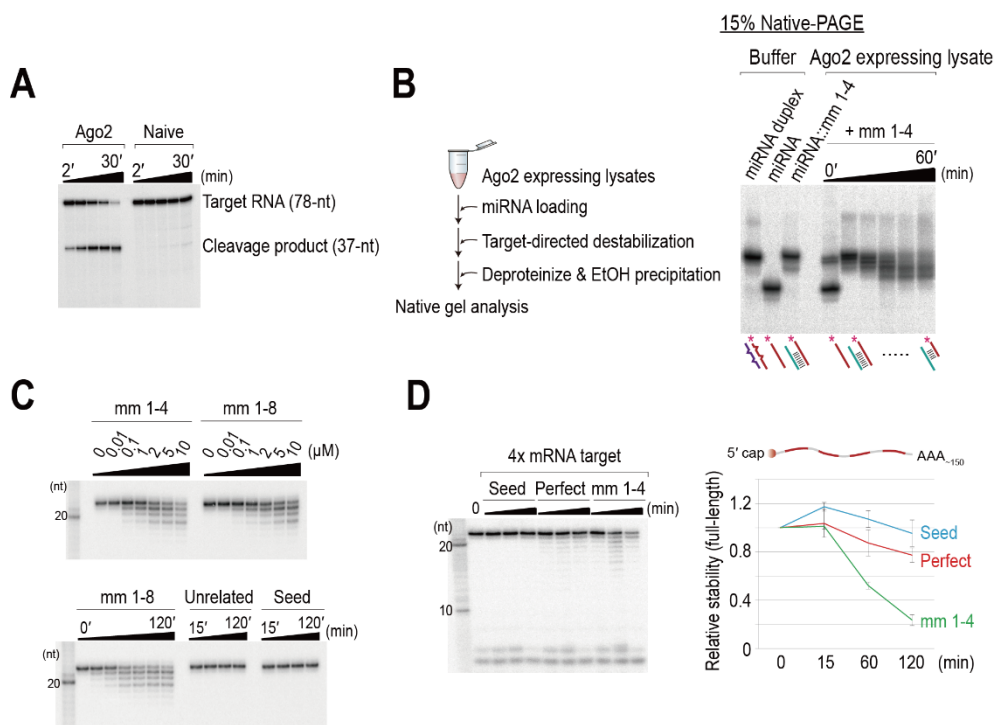 A
Ago2 Naive
2′ 30′ 2′ 30′ (min)
Target RNA (78-nt)
Cleavage product (37-nt)
B
Ago2 expressing lysates
miRNA loading
Target-directed destabilization
Deproteinize & EtOH precipitation
Native gel analysis
15% Native-PAGE
Buffer Ago2 expressing lysate
miRNA duplex
miRNA
miRNA::mm 1-4
+ mm 1-4
0′ 60′
(min)
* * * * * *
.....
C
mm 1-4 mm 1-8
0 0.01 0.1 1 2 5 10 0 0.01 0.1 1 2 5 10 (μM)
(nt)
20
mm 1-8 Unrelated Seed
0′ 120′ 15′ 120′ 15′ 120′ (min)
(nt)
20
D
4x mRNA target
Seed Perfect mm 1-4
0 (min)
(nt)
20
10
5′ cap AAA~150
Relative stability (full-length)
1.2
0.8
0.4
0
Seed
Perfect
mm 1-4
0 15 60 120 (min)